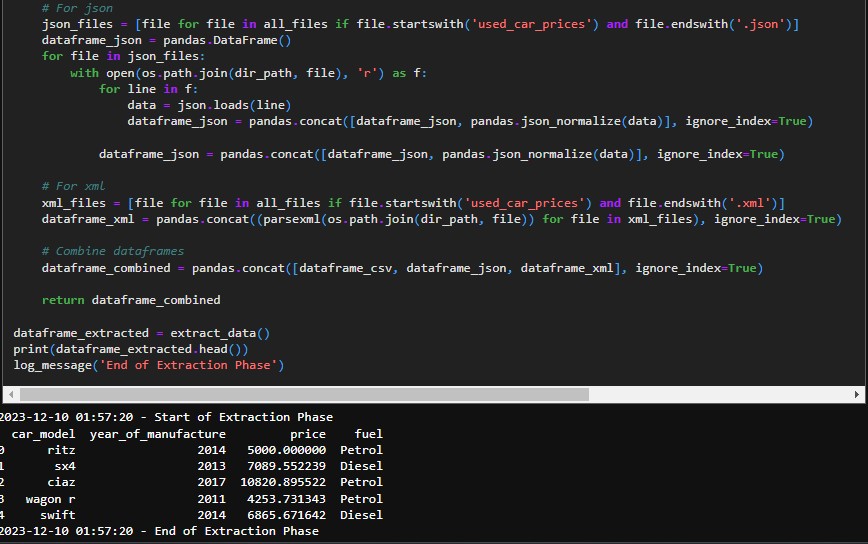 # For json
json_files = [file for file in all_files if file.startswith('used_car_prices') and file.endswith('.json')]
dataframe_json = pandas.DataFrame()
for file in json_files:
with open(os.path.join(dir_path, file), 'r') as f:
for line in f:
data = json.loads(line)
dataframe_json = pandas.concat([dataframe_json, pandas.json_normalize(data)], ignore_index=True)
dataframe_json = pandas.concat([dataframe_json, pandas.json_normalize(data)], ignore_index=True)
# For xml
xml_files = [file for file in all_files if file.startswith('used_car_prices') and file.endswith('.xml')]
dataframe_xml = pandas.concat((parsexml(os.path.join(dir_path, file)) for file in xml_files), ignore_index=True)
# Combine dataframes
dataframe_combined = pandas.concat([dataframe_csv, dataframe_json, dataframe_xml], ignore_index=True)
return dataframe_combined
dataframe_extracted = extract_data()
print(dataframe_extracted.head())
log_message('End of Extraction Phase')
2023-12-10 01:57:20 - Start of Extraction Phase
car_model year_of_manufacture price fuel
0 ritz 2014 5000.000000 Petrol
1 sx4 2013 7089.552239 Diesel
2 ciaz 2017 10820.895522 Petrol
3 wagon r 2011 4253.731343 Petrol
4 swift 2014 6865.671642 Diesel
2023-12-10 01:57:20 - End of Extraction Phase